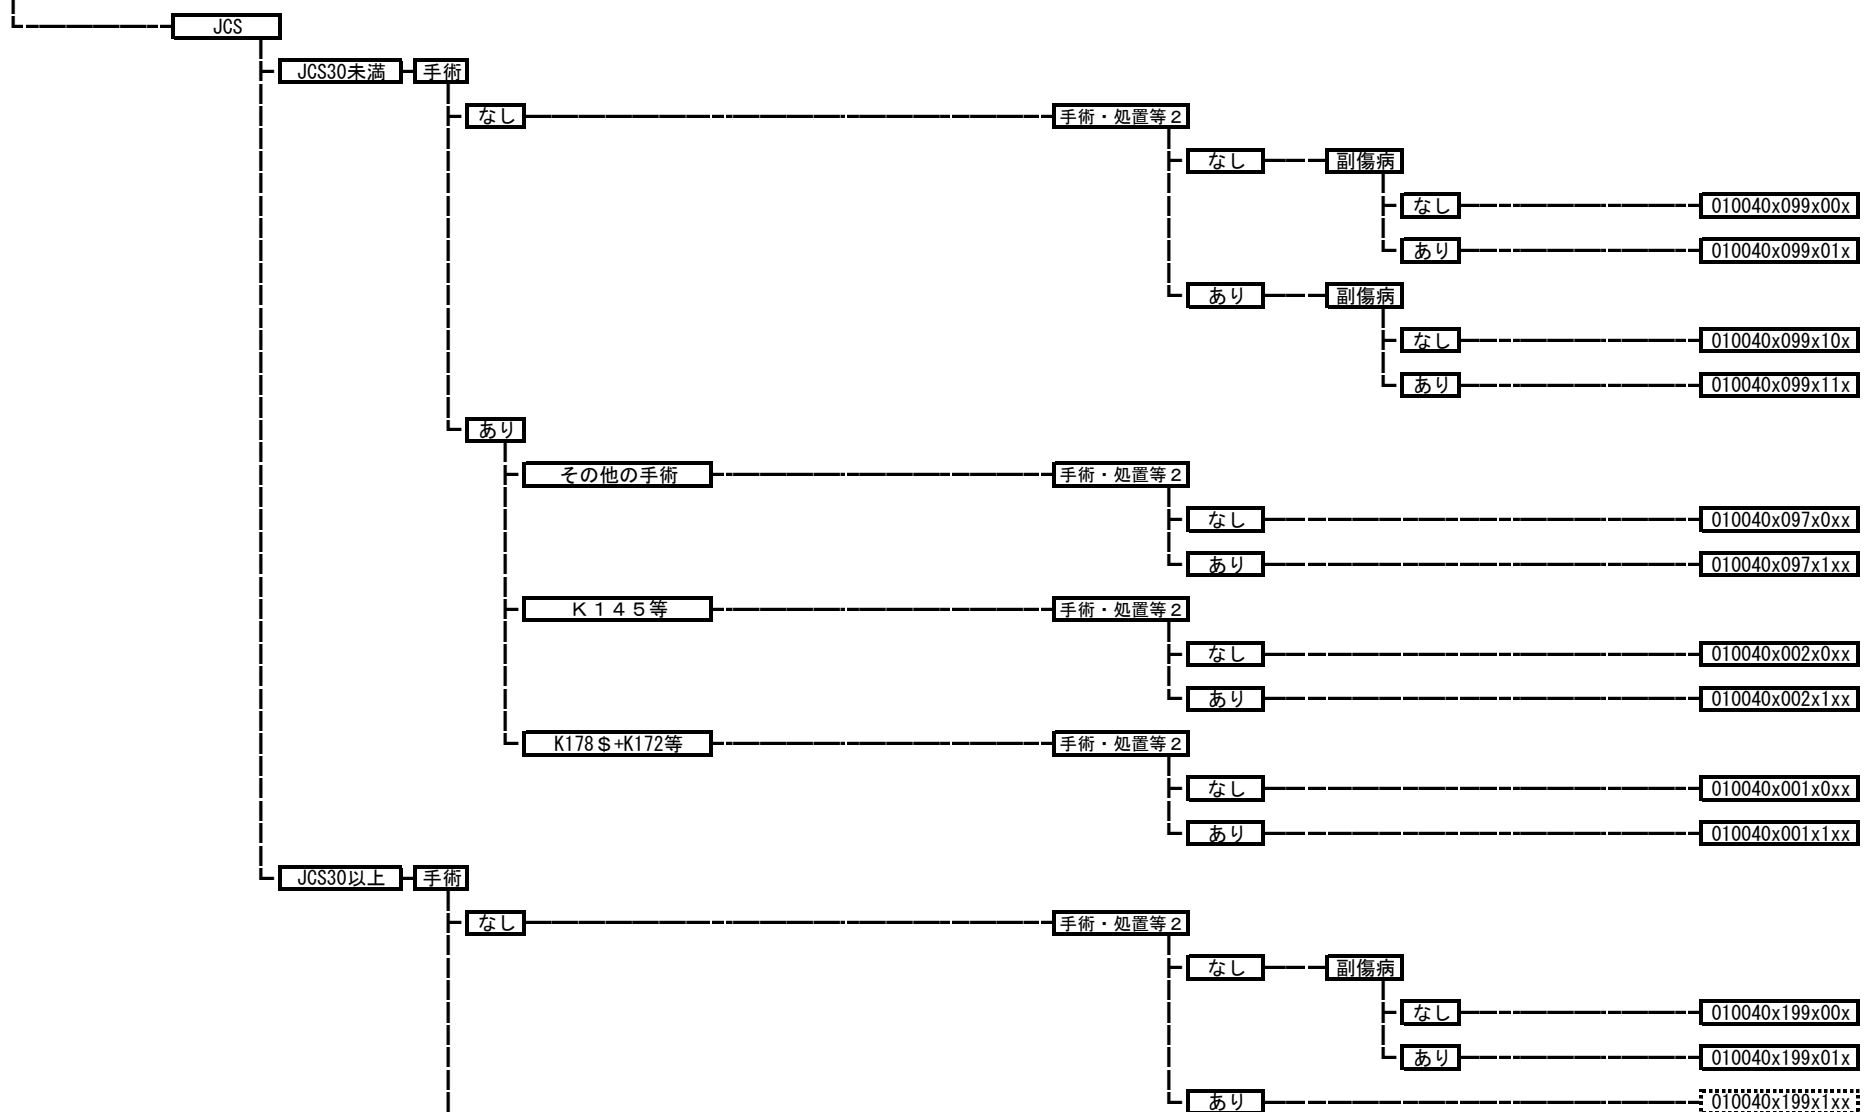 JCS
JCS30未満 手術
なし 手術・処置等2
なし 副傷病
なし 010040x099x00x
あり 010040x099x01x
あり 副傷病
なし 010040x099x10x
あり 010040x099x11x
あり
その他の手術 手術・処置等2
なし 010040x097x0xx
あり 010040x097x1xx
K145等 手術・処置等2
なし 010040x002x0xx
あり 010040x002x1xx
K178$+K172等 手術・処置等2
なし 010040x001x0xx
あり 010040x001x1xx
JCS30以上 手術
なし 手術・処置等2
なし 副傷病
なし 010040x199x00x
あり 010040x199x01x
あり 010040x199x1xx